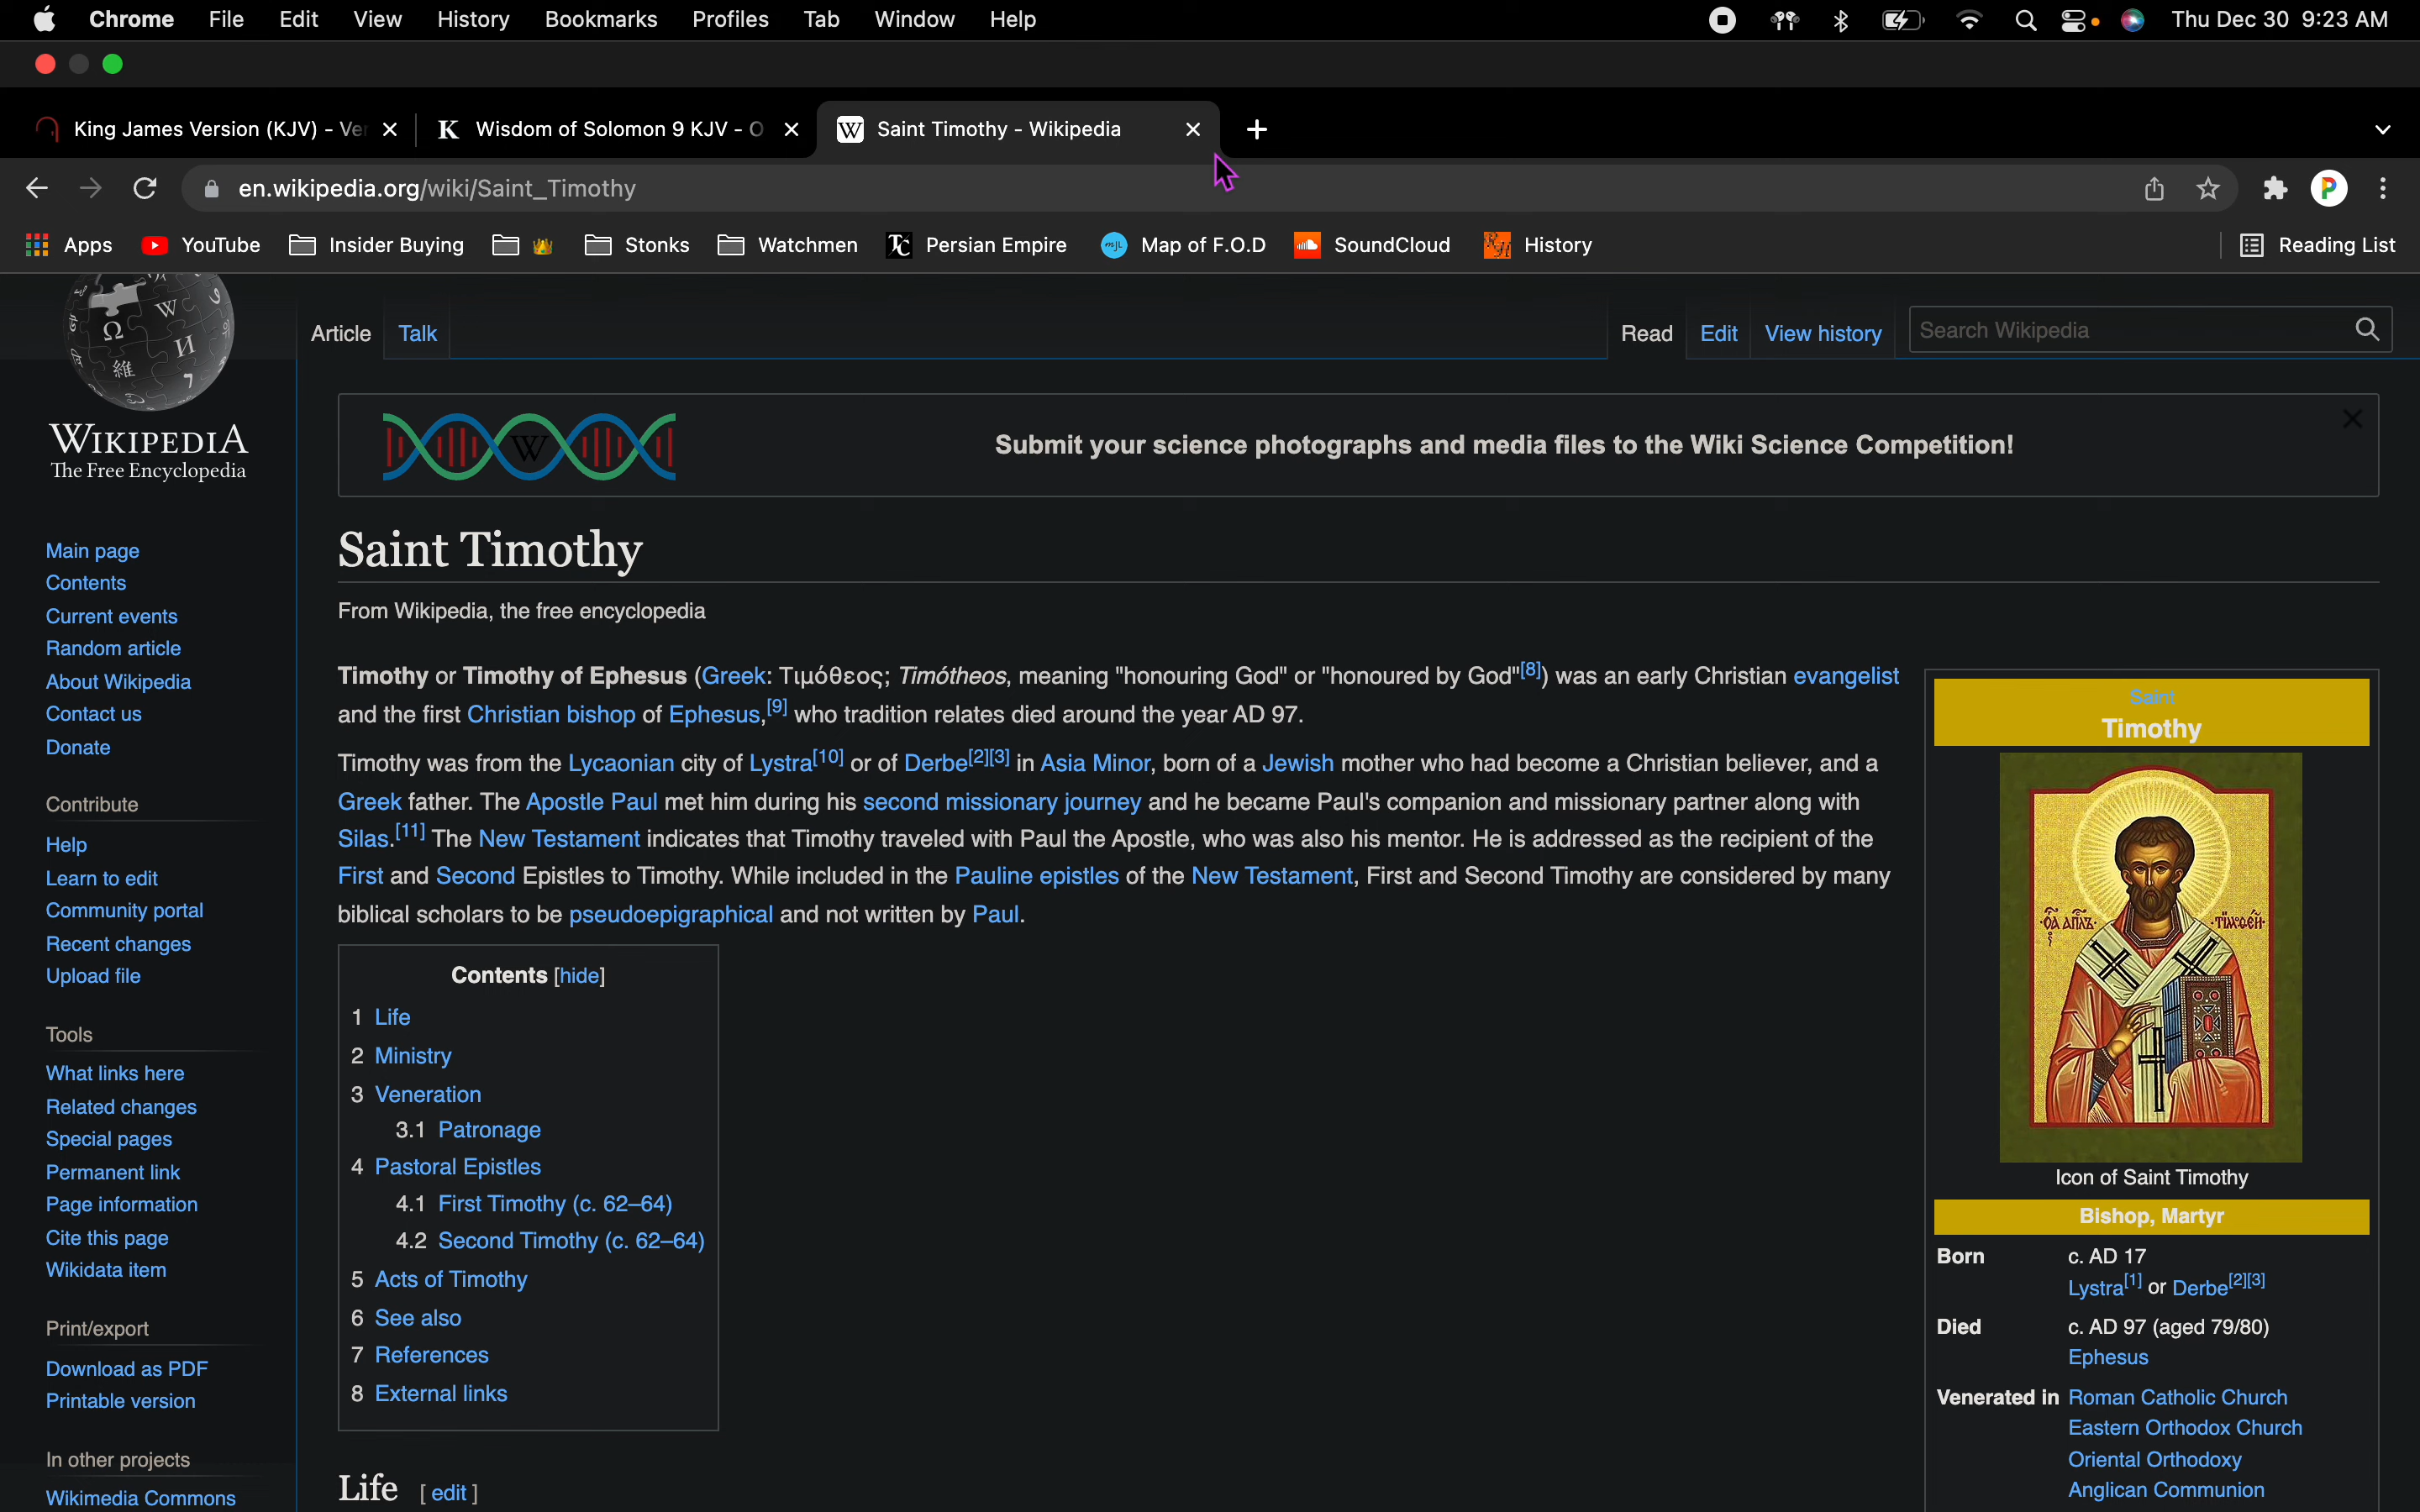 Chrome File Edit View History Bookmarks Profiles Tab Window Help Thu Dec 30 9:23 AM
King James Version (KJV) - Ver K Wisdom of Solomon 9 KJV - O W Saint Timothy - Wikipedia
en.wikipedia.org/wiki/Saint_Timothy P
Apps YouTube Insider Buying Stonks Watchmen TC Persian Empire MJL Map of F.O.D SoundCloud History Reading List
Article Talk Read Edit View history Search Wikipedia
WIKIPEDIA
The Free Encyclopedia
Submit your science photographs and media files to the Wiki Science Competition!
Main page
Contents
Current events
Random article
About Wikipedia
Contact us
Donate
Contribute
Help
Learn to edit
Community portal
Recent changes
Upload file
Tools
What links here
Related changes
Special pages
Permanent link
Page information
Cite this page
Wikidata item
Print/export
Download as PDF
Printable version
In other projects
Wikimedia Commons
Saint Timothy
From Wikipedia, the free encyclopedia
Timothy or Timothy of Ephesus (Greek: Τιμόθεος; Timótheos, meaning "honouring God" or "honoured by God"[8]) was an early Christian evangelist
and the first Christian bishop of Ephesus,[9] who tradition relates died around the year AD 97.
Timothy was from the Lycaonian city of Lystra[10] or of Derbe[2][3] in Asia Minor, born of a Jewish mother who had become a Christian believer, and a
Greek father. The Apostle Paul met him during his second missionary journey and he became Paul's companion and missionary partner along with
Silas.[11] The New Testament indicates that Timothy traveled with Paul the Apostle, who was also his mentor. He is addressed as the recipient of the
First and Second Epistles to Timothy. While included in the Pauline epistles of the New Testament, First and Second Timothy are considered by many
biblical scholars to be pseudoepigraphical and not written by Paul.
Contents [hide]
1 Life
2 Ministry
3 Veneration
3.1 Patronage
4 Pastoral Epistles
4.1 First Timothy (c. 62–64)
4.2 Second Timothy (c. 62–64)
5 Acts of Timothy
6 See also
7 References
8 External links
Life [ edit ]
Saint
Timothy
Icon of Saint Timothy
Bishop, Martyr
Born c. AD 17
Lystra[1] or Derbe[2][3]
Died c. AD 97 (aged 79/80)
Ephesus
Venerated in Roman Catholic Church
Eastern Orthodox Church
Oriental Orthodoxy
Anglican Communion